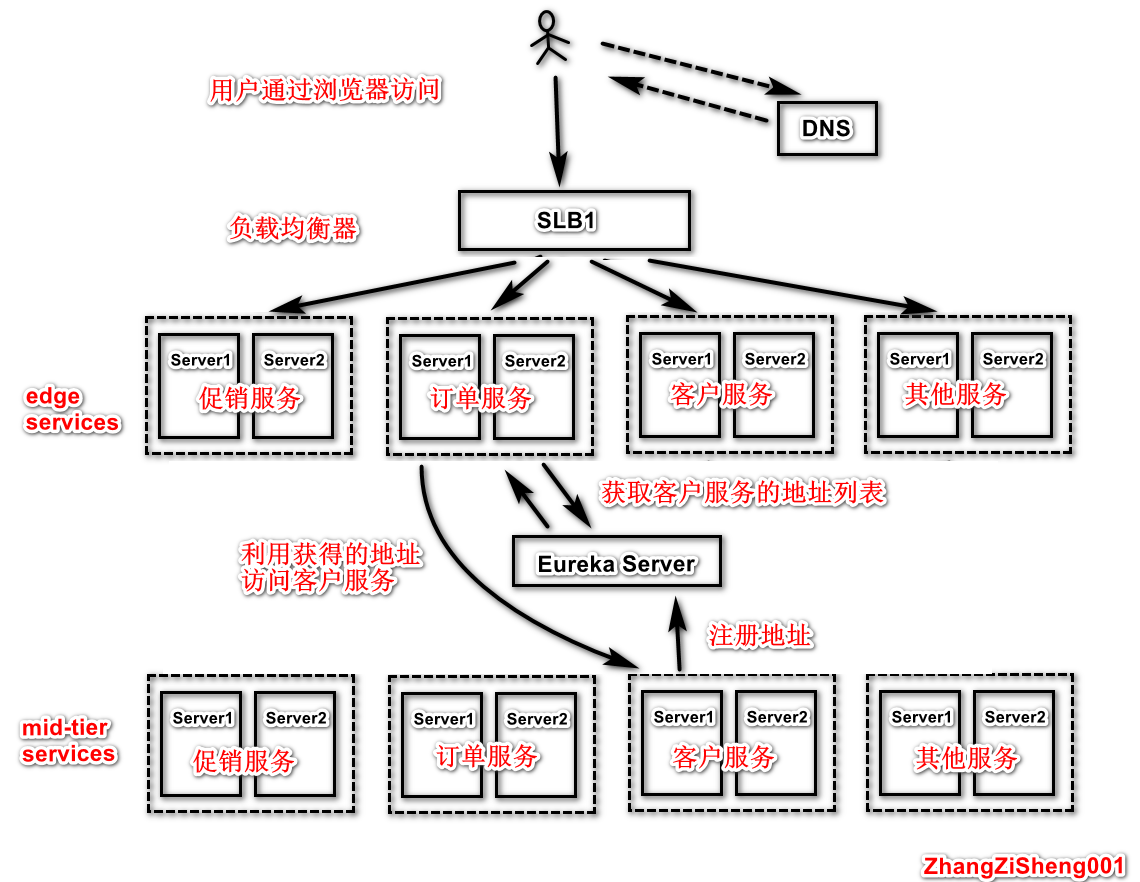 用户通过浏览器访问
DNS
SLB1
负载均衡器
Server1 Server2 Server1 Server2 Server1 Server2 Server1 Server2
促销服务 订单服务 客户服务 其他服务
edge
services
获取客户服务的地址列表
利用获得的地址
访问客户服务
Eureka Server
注册地址
Server1 Server2 Server1 Server2 Server1 Server2 Server1 Server2
促销服务 订单服务 客户服务 其他服务
mid-tier
services
ZhangZiSheng001